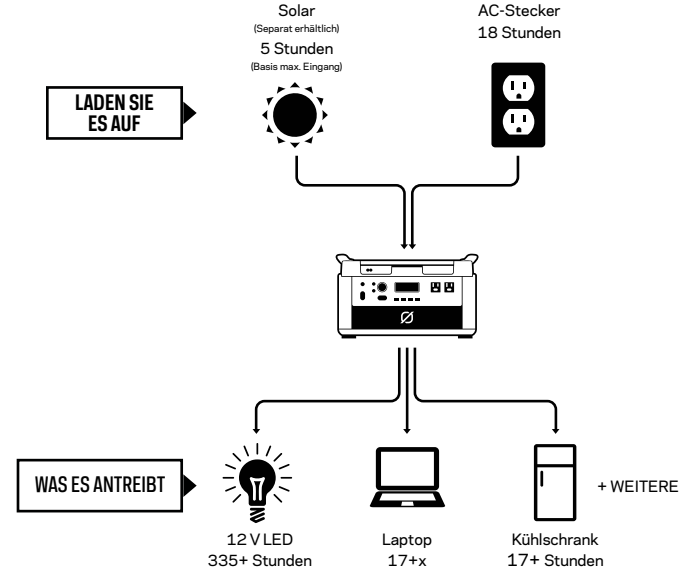 Solar
(Separat erhältlich)
5 Stunden
(Basis max. Eingang)
AC-Stecker
18 Stunden
LADEN SIE
ES AUF
WAS ES ANTREIBT
12 V LED
335+ Stunden
Laptop
17+x
Kühlschrank
17+ Stunden
+ WEITERE